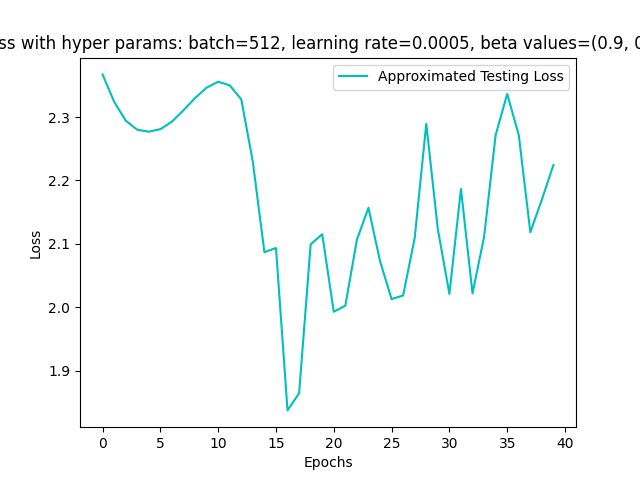 ss with hyper params: batch=512, learning rate=0.0005, beta values=(0.9, 0
Approximated Testing Loss
2.3
2.2
2.1
2.0
1.9
Loss
0 5 10 15 20 25 30 35 40
Epochs